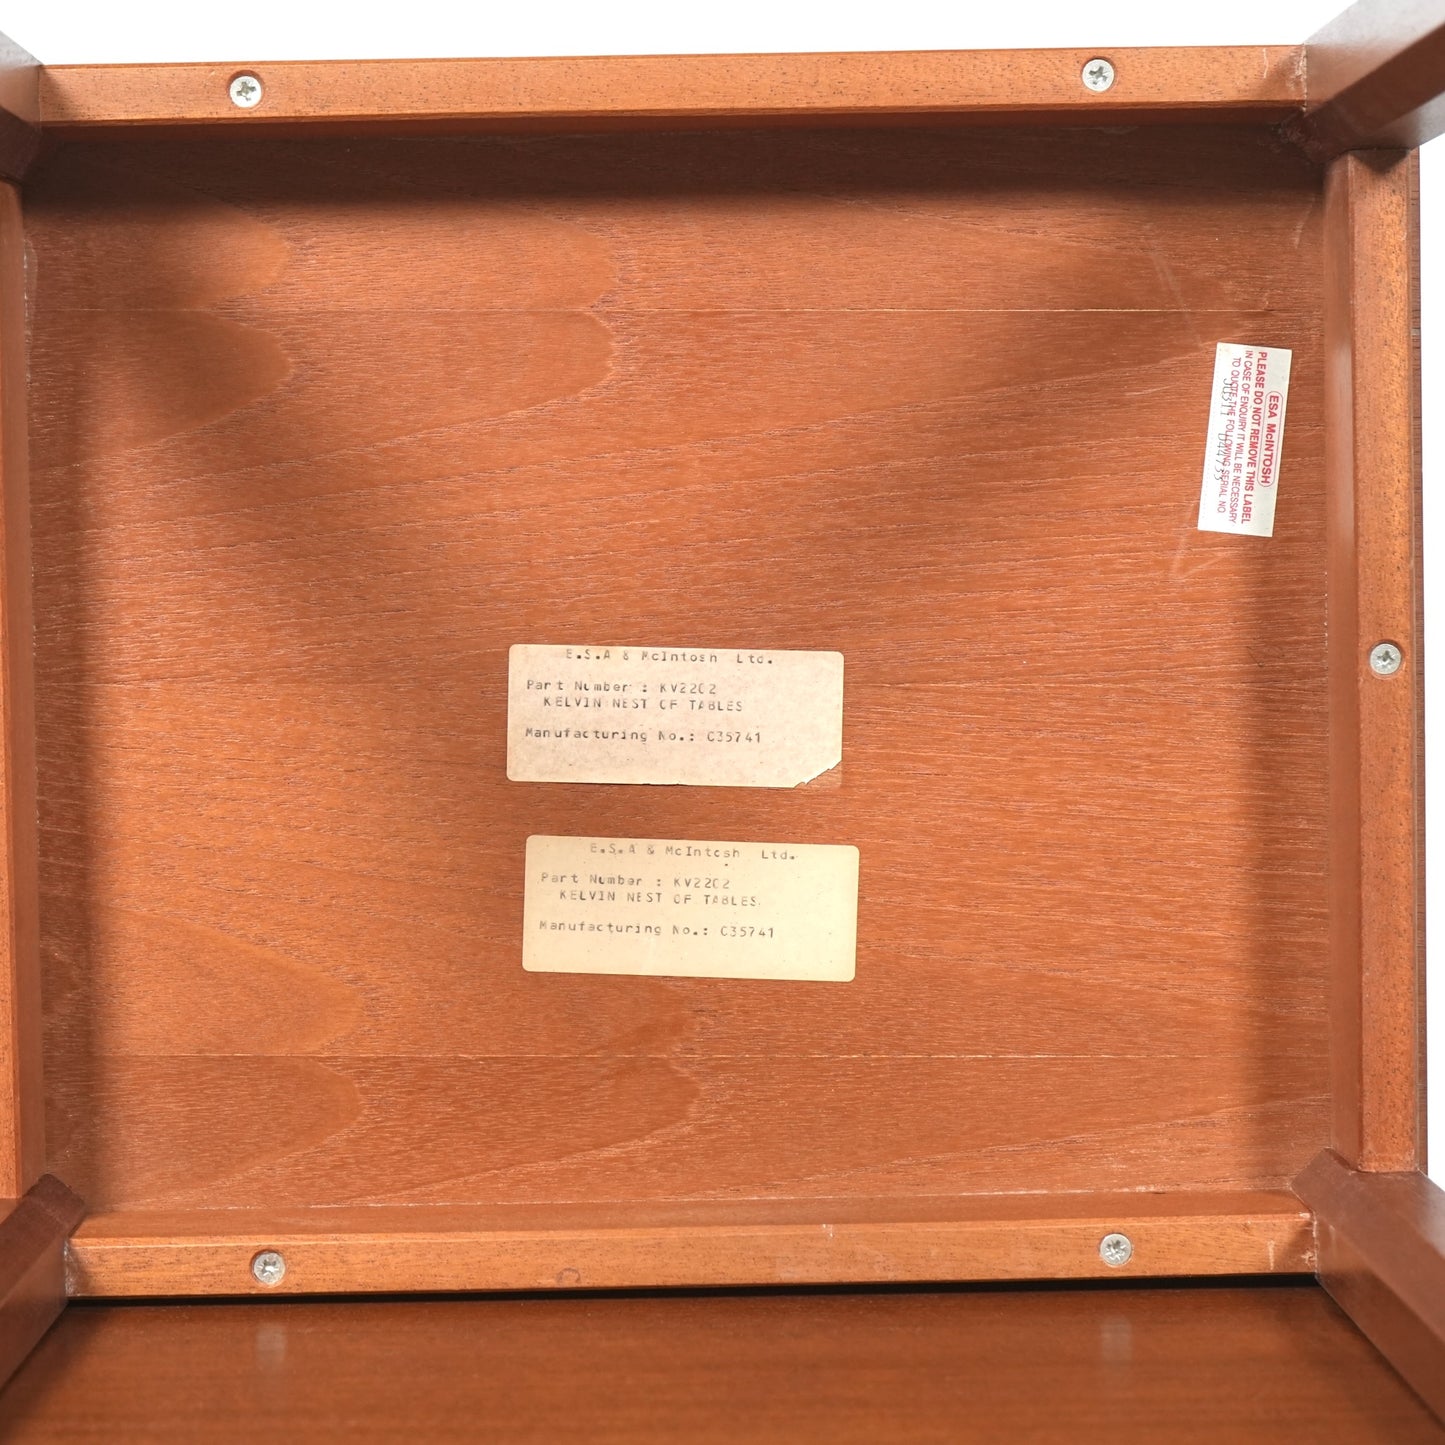 E.S.A & McIntosh Ltd.
Part Number : KV2202
KELVIN NEST OF TABLES
Manufacturing No.: C35741
E.S.A & McIntosh Ltd.
Part Number : KV2202
KELVIN NEST OF TABLES
Manufacturing No.: C35741
ESA McINTOSH
PLEASE DO NOT REMOVE THIS LABEL
IN CASE OF ENQUIRY IT WILL BE NECESSARY
TO QUOTE THE FOLLOWING SERIAL NO